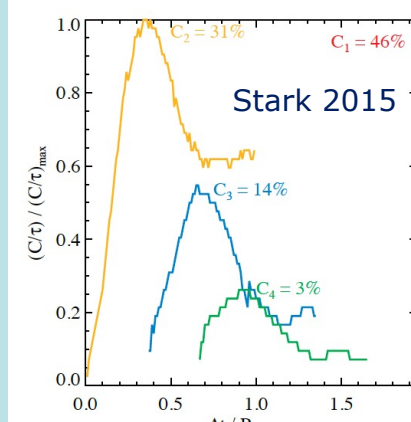 1.0
C₂ = 31%
C₁ = 46%
Stark 2015
0.8
0.6
C₃ = 14%
(C/τ) / (C/τ)max
0.4
C₄ = 3%
0.2
0.0
0.0 0.5 1.0 1.5